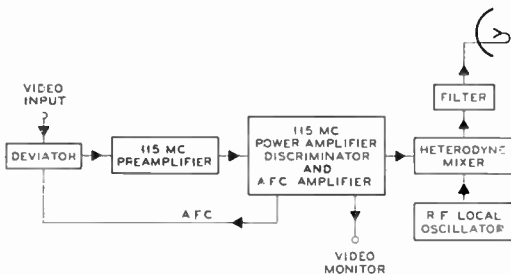 VIDEO
INPUT
DEVIATOR
115 MC
PREAMPLIFIER
115 MC
POWER AMPLIFIER
DISCRIMINATOR
AND
AFC AMPLIFIER
HETERODYNE
MIXER
FILTER
RF LOCAL
OSCILLATOR
AFC
VIDEO
MONITOR